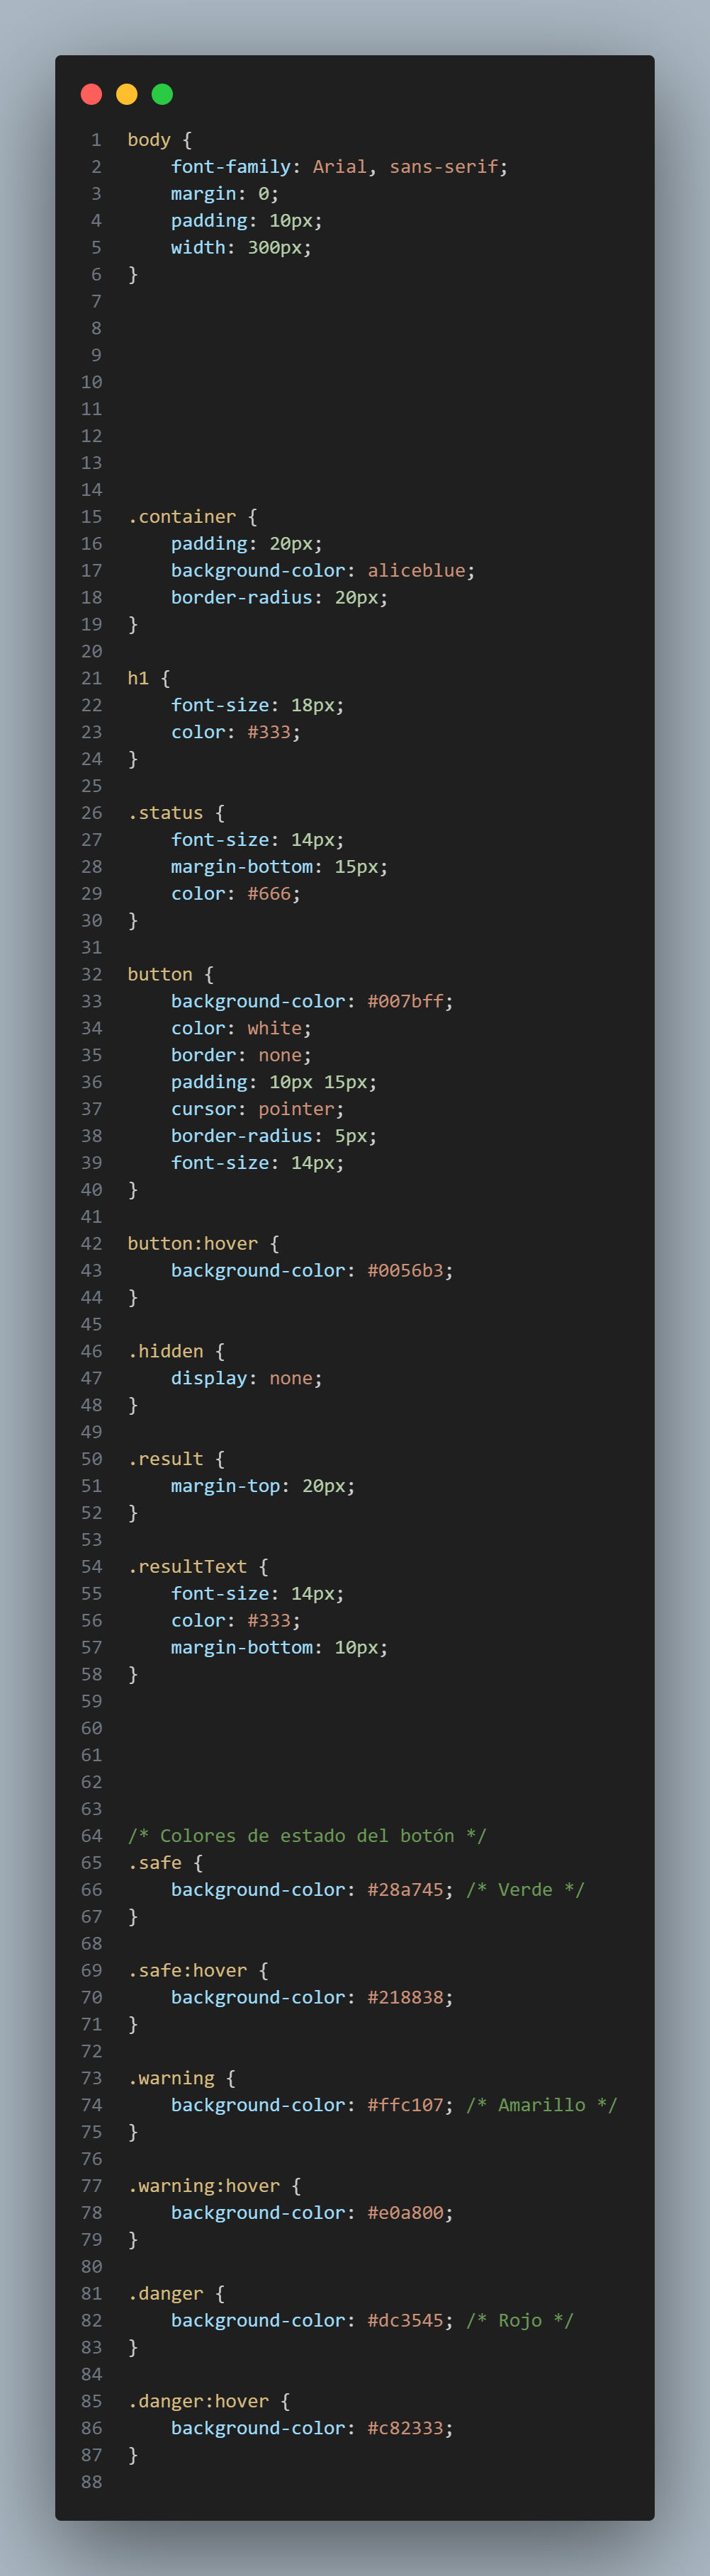 1 body {
2     font-family: Arial, sans-serif;
3     margin: 0;
4     padding: 10px;
5     width: 300px;
6 }
7
8
9
10
11
12
13
14
15 .container {
16     padding: 20px;
17     background-color: aliceblue;
18     border-radius: 20px;
19 }
20
21 h1 {
22     font-size: 18px;
23     color: #333;
24 }
25
26 .status {
27     font-size: 14px;
28     margin-bottom: 15px;
29     color: #666;
30 }
31
32 button {
33     background-color: #007bff;
34     color: white;
35     border: none;
36     padding: 10px 15px;
37     cursor: pointer;
38     border-radius: 5px;
39     font-size: 14px;
40 }
41
42 button:hover {
43     background-color: #0056b3;
44 }
45
46 .hidden {
47     display: none;
48 }
49
50 .result {
51     margin-top: 20px;
52 }
53
54 .resultText {
55     font-size: 14px;
56     color: #333;
57     margin-bottom: 10px;
58 }
59
60
61
62
63
64 /* Colores de estado del botón */
65 .safe {
66     background-color: #28a745; /* Verde */
67 }
68
69 .safe:hover {
70     background-color: #218838;
71 }
72
73 .warning {
74     background-color: #ffc107; /* Amarillo */
75 }
76
77 .warning:hover {
78     background-color: #e0a800;
79 }
80
81 .danger {
82     background-color: #dc3545; /* Rojo */
83 }
84
85 .danger:hover {
86     background-color: #c82333;
87 }
88